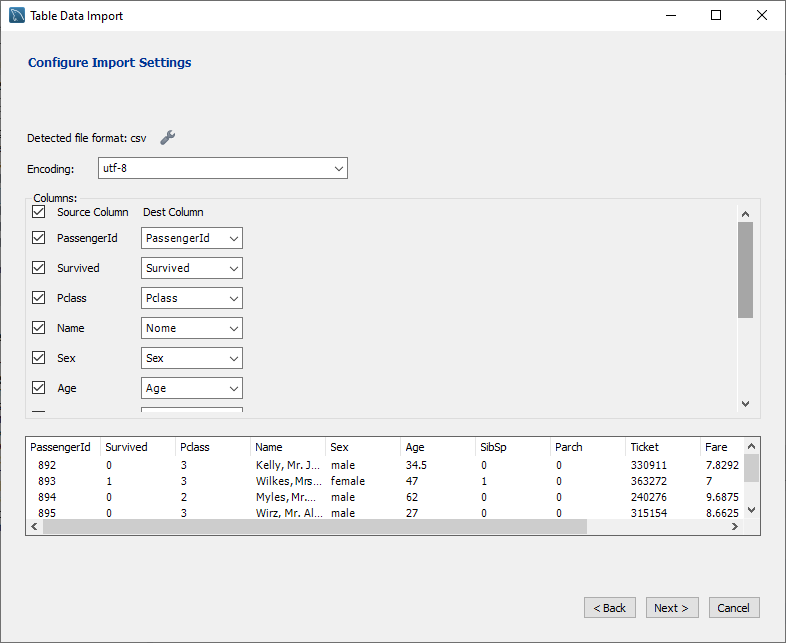 Table Data Import
Configure Import Settings
Detected file format: csv
Encoding: utf-8
Columns:
Source Column Dest Column
PassengerId PassengerId
Survived Survived
Pclass Pclass
Name Nome
Sex Sex
Age Age
PassengerId Survived Pclass Name Sex Age SibSp Parch Ticket Fare
892 0 3 Kelly, Mr. J... male 34.5 0 0 330911 7.8292
893 1 3 Wilkes, Mrs... female 47 1 0 363272 7
894 0 2 Myles, Mr.... male 62 0 0 240276 9.6875
895 0 3 Wirz, Mr. Al... male 27 0 0 315154 8.6625
< Back Next > Cancel